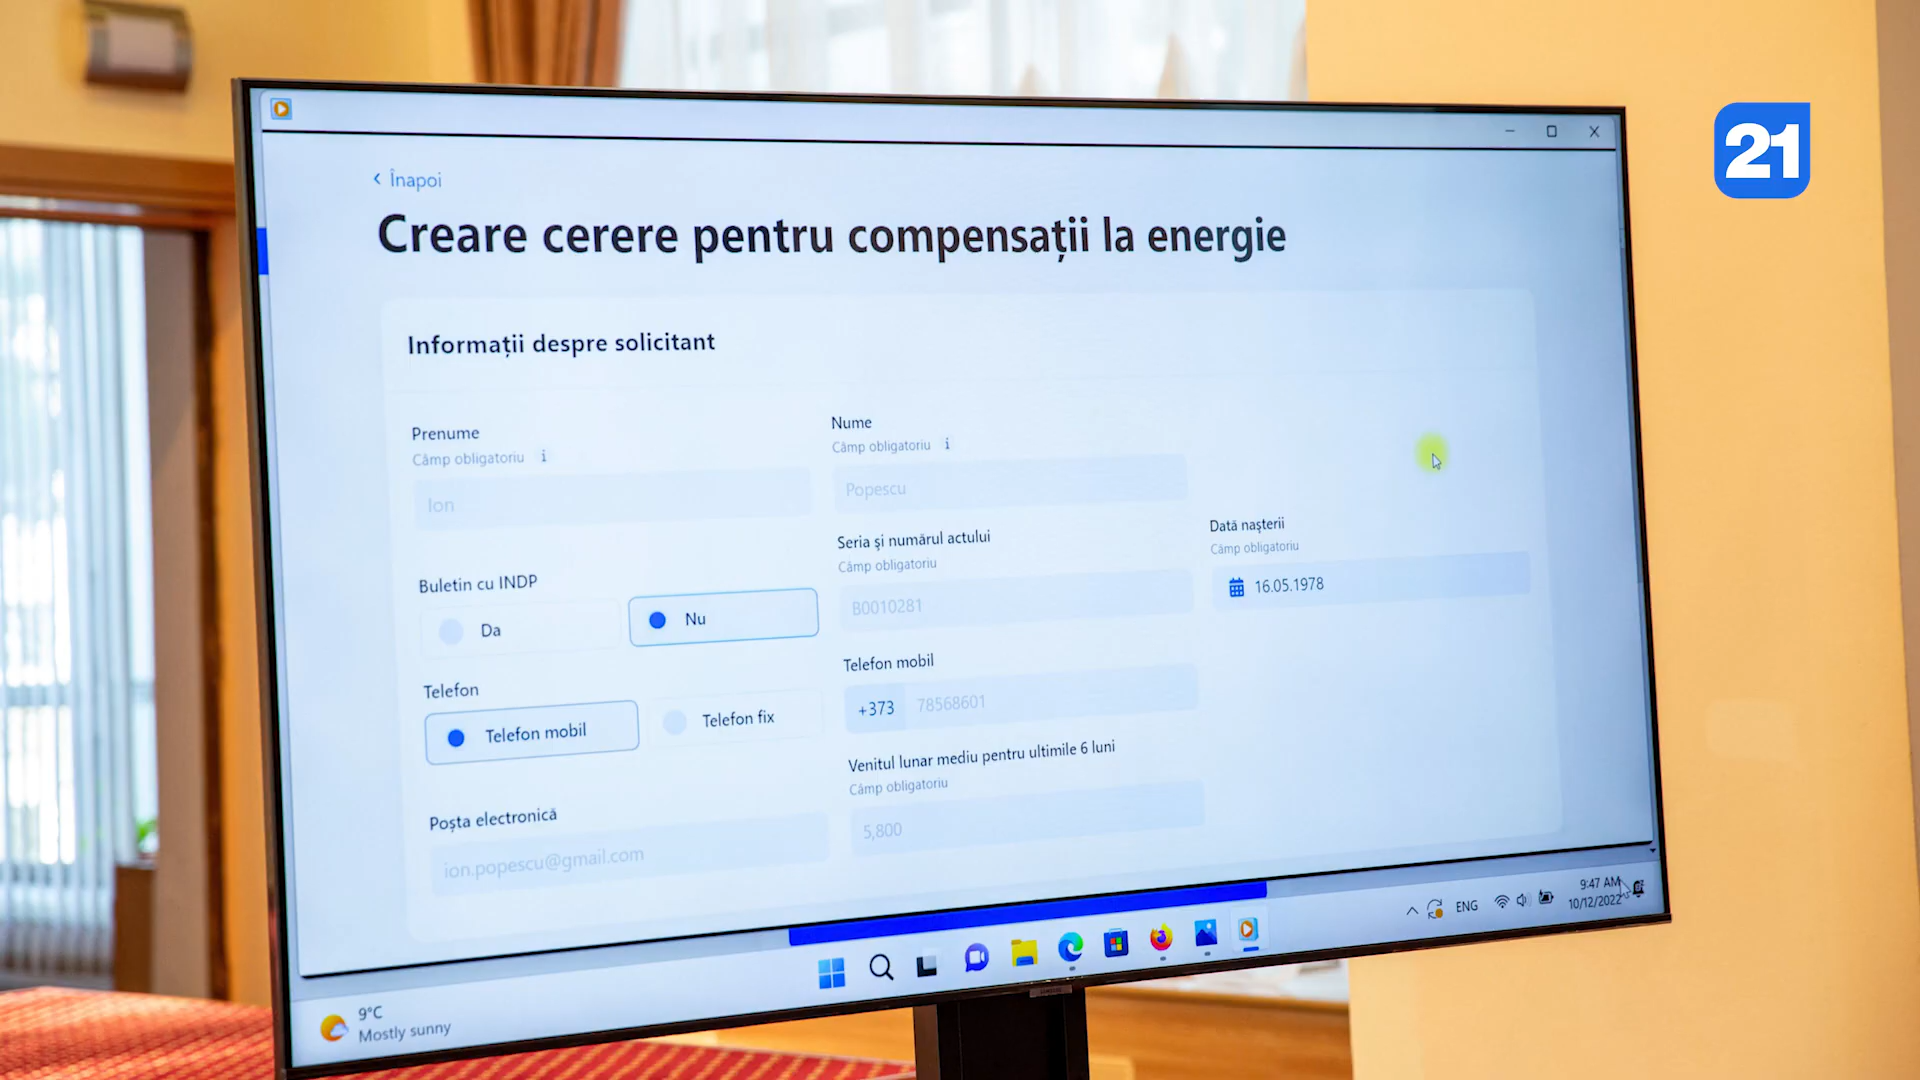 21
Înapoi
Creare cerere pentru compensații la energie
Informații despre solicitant
Prenume
Câmp obligatoriu i
Ion
Nume
Câmp obligatoriu i
Popescu
Buletin cu INDP
Da
Nu
Seria și numărul actului
Câmp obligatoriu
B0010281
Dată nașterii
Câmp obligatoriu
16.05.1978
Telefon
Telefon mobil
Telefon fix
Telefon mobil
+373 78568601
Poșta electronică
ion.popescu@gmail.com
Venitul lunar mediu pentru ultimile 6 luni
Câmp obligatoriu
5,800
9°C
Mostly sunny
ENG
9:47 AM
10/12/2022
SAMSUNG